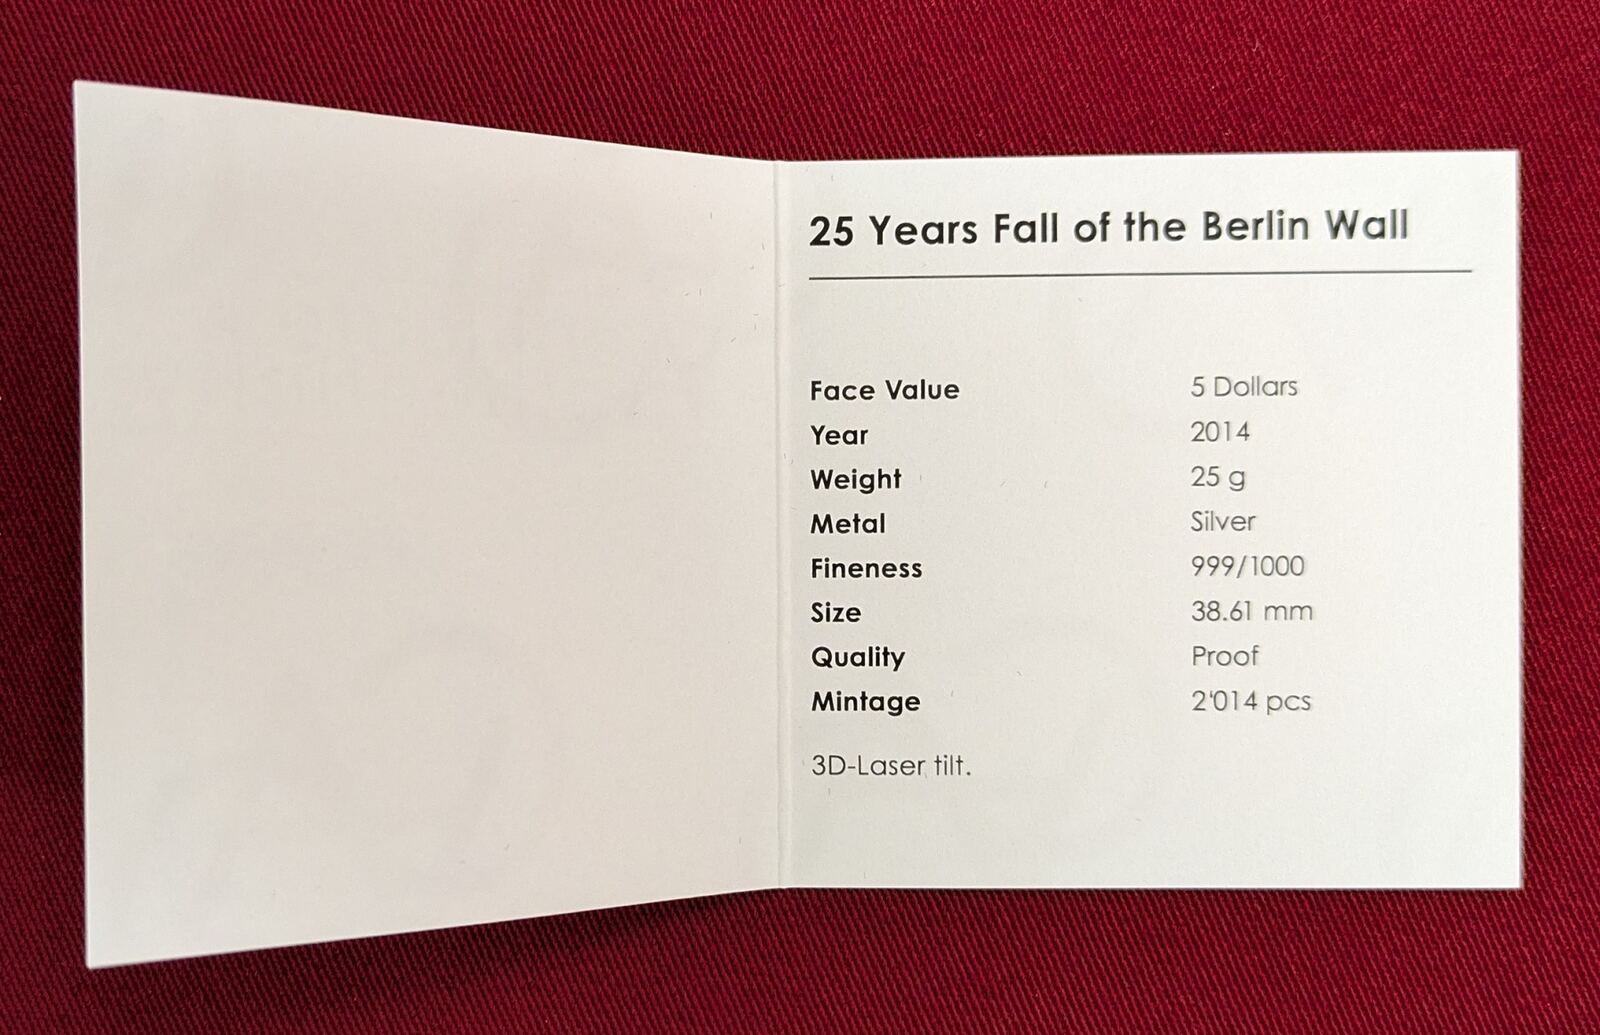 25 Years Fall of the Berlin Wall
Face Value 5 Dollars
Year 2014
Weight 25 g
Metal Silver
Fineness 999/1000
Size 38.61 mm
Quality Proof
Mintage 2'014 pcs
3D-Laser tilt.